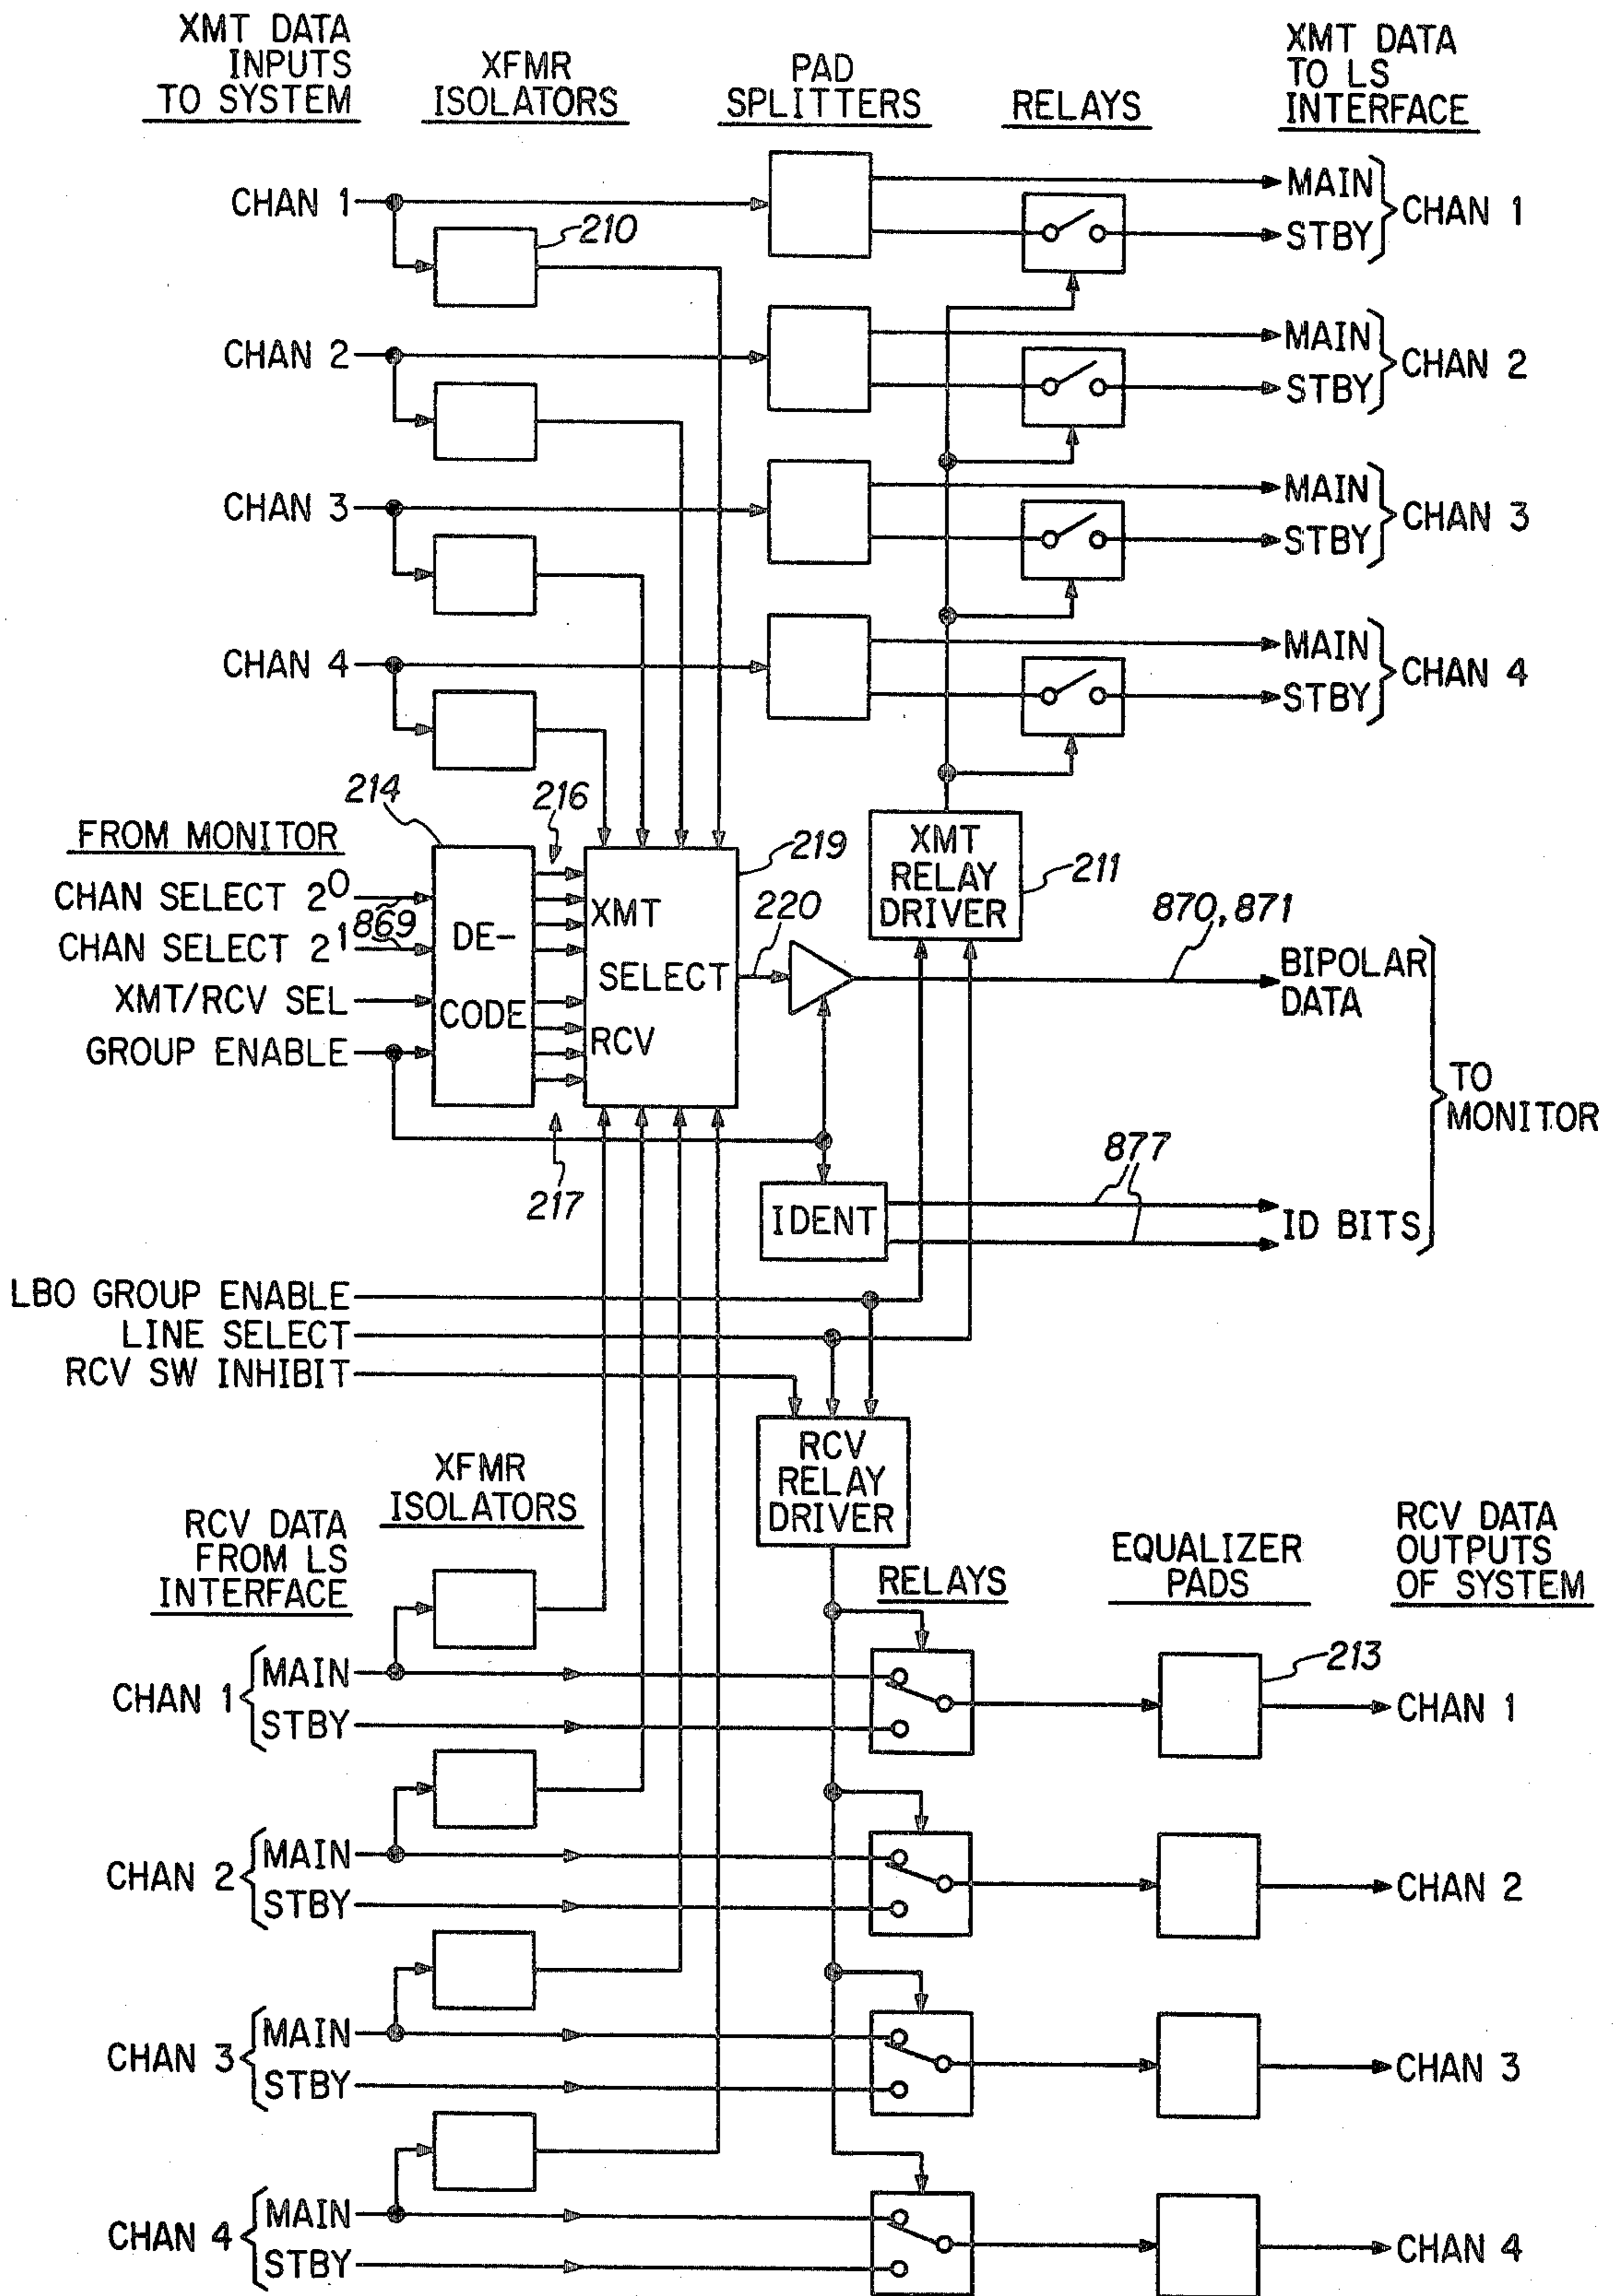 XMT DATA
INPUTS
TO SYSTEM
XFMR
ISOLATORS
PAD
SPLITTERS
RELAYS
XMT DATA
TO LS
INTERFACE
CHAN 1
210
MAIN
STBY
CHAN 1
CHAN 2
MAIN
STBY
CHAN 2
CHAN 3
MAIN
STBY
CHAN 3
CHAN 4
MAIN
STBY
CHAN 4
214
216
219
211
FROM MONITOR
CHAN SELECT 2⁰
869
CHAN SELECT 2¹
869
XMT/RCV SEL
GROUP ENABLE
DE-
CODE
XMT
SELECT
RCV
220
XMT
RELAY
DRIVER
870, 871
BIPOLAR
DATA
TO
MONITOR
217
IDENT
877
ID BITS
LBO GROUP ENABLE
LINE SELECT
RCV SW INHIBIT
RCV
RELAY
DRIVER
XFMR
ISOLATORS
RCV DATA
FROM LS
INTERFACE
RELAYS
EQUALIZER
PADS
RCV DATA
OUTPUTS
OF SYSTEM
CHAN 1
MAIN
STBY
213
CHAN 1
CHAN 2
MAIN
STBY
CHAN 2
CHAN 3
MAIN
STBY
CHAN 3
CHAN 4
MAIN
STBY
CHAN 4